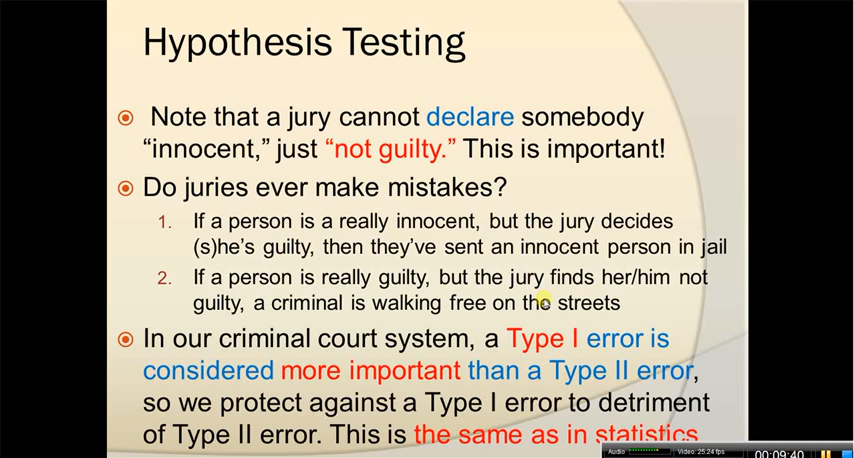 Hypothesis Testing
Note that a jury cannot declare somebody
“innocent,” just “not guilty.” This is important!
Do juries ever make mistakes?
1. If a person is a really innocent, but the jury decides
(s)he’s guilty, then they’ve sent an innocent person in jail
2. If a person is really guilty, but the jury finds her/him not
guilty, a criminal is walking free on the streets
In our criminal court system, a Type I error is
considered more important than a Type II error,
so we protect against a Type I error to detriment
of Type II error. This is the same as in statistics
Audio Video: 25.24 fps
00:09:40